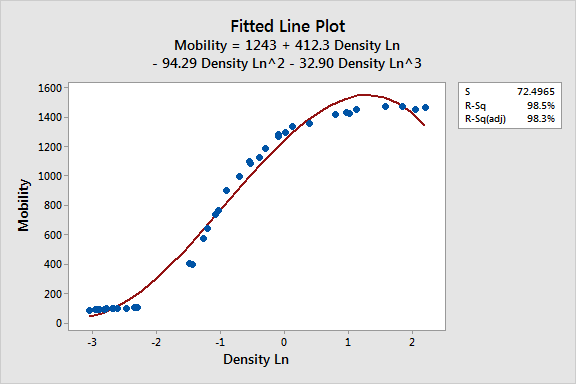 Fitted Line Plot
Mobility = 1243 + 412.3 Density Ln
- 94.29 Density Ln^2 - 32.90 Density Ln^3
S 72.4965
R-Sq 98.5%
R-Sq(adj) 98.3%
Mobility
1600
1400
1200
1000
800
600
400
200
0
-3 -2 -1 0 1 2
Density Ln